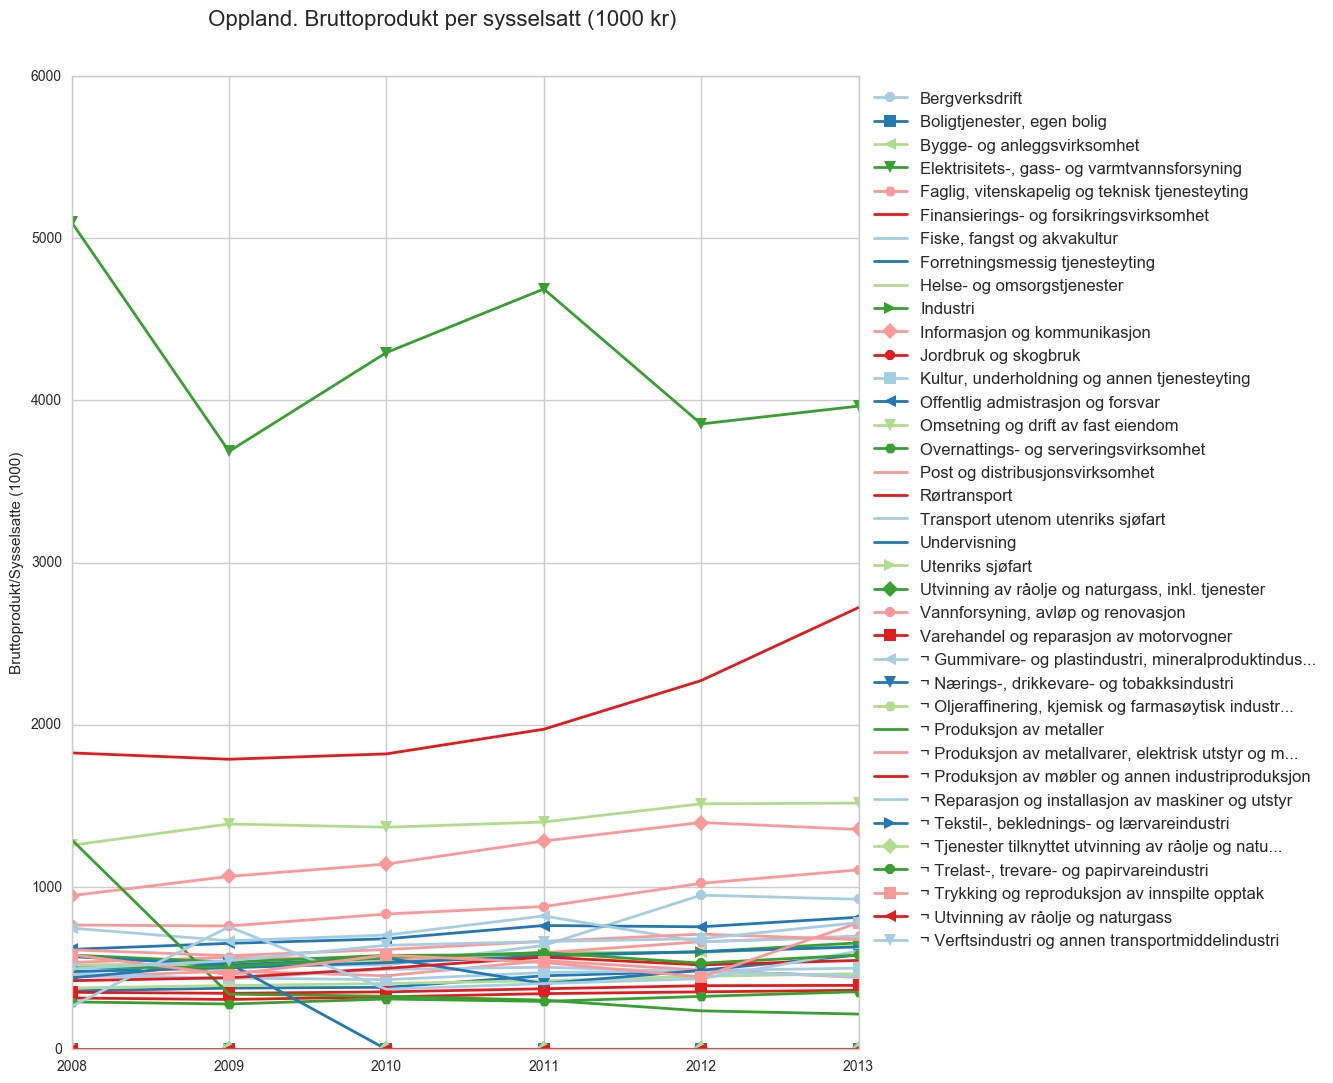 Oppland. Bruttoprodukt per sysselsatt (1000 kr)
Bruttoprodukt/Sysselsatte (1000)
6000
5000
4000
3000
2000
1000
0
2008 2009 2010 2011 2012 2013
Bergverksdrift
Boligtjenester, egen bolig
Bygge- og anleggsvirksomhet
Elektrisitets-, gass- og varmtvannsforsyning
Faglig, vitenskapelig og teknisk tjenesteyting
Finansierings- og forsikringsvirksomhet
Fiske, fangst og akvakultur
Forretningsmessig tjenesteyting
Helse- og omsorgstjenester
Industri
Informasjon og kommunikasjon
Jordbruk og skogbruk
Kultur, underholdning og annen tjenesteyting
Offentlig admistrasjon og forsvar
Omsetning og drift av fast eiendom
Overnattings- og serveringsvirksomhet
Post og distribusjonsvirksomhet
Rørtransport
Transport utenom utenriks sjøfart
Undervisning
Utenriks sjøfart
Utvinning av råolje og naturgass, inkl. tjenester
Vannforsyning, avløp og renovasjon
Varehandel og reparasjon av motorvogner
¬ Gummivare- og plastindustri, mineralproduktindus...
¬ Nærings-, drikkevare- og tobakksindustri
¬ Oljeraffinering, kjemisk og farmasøytisk industr...
¬ Produksjon av metaller
¬ Produksjon av metallvarer, elektrisk utstyr og m...
¬ Produksjon av møbler og annen industriproduksjon
¬ Reparasjon og installasjon av maskiner og utstyr
¬ Tekstil-, beklednings- og lærvareindustri
¬ Tjenester tilknyttet utvinning av råolje og natu...
¬ Trelast-, trevare- og papirvareindustri
¬ Trykking og reproduksjon av innspilte opptak
¬ Utvinning av råolje og naturgass
¬ Verftsindustri og annen transportmiddelindustri